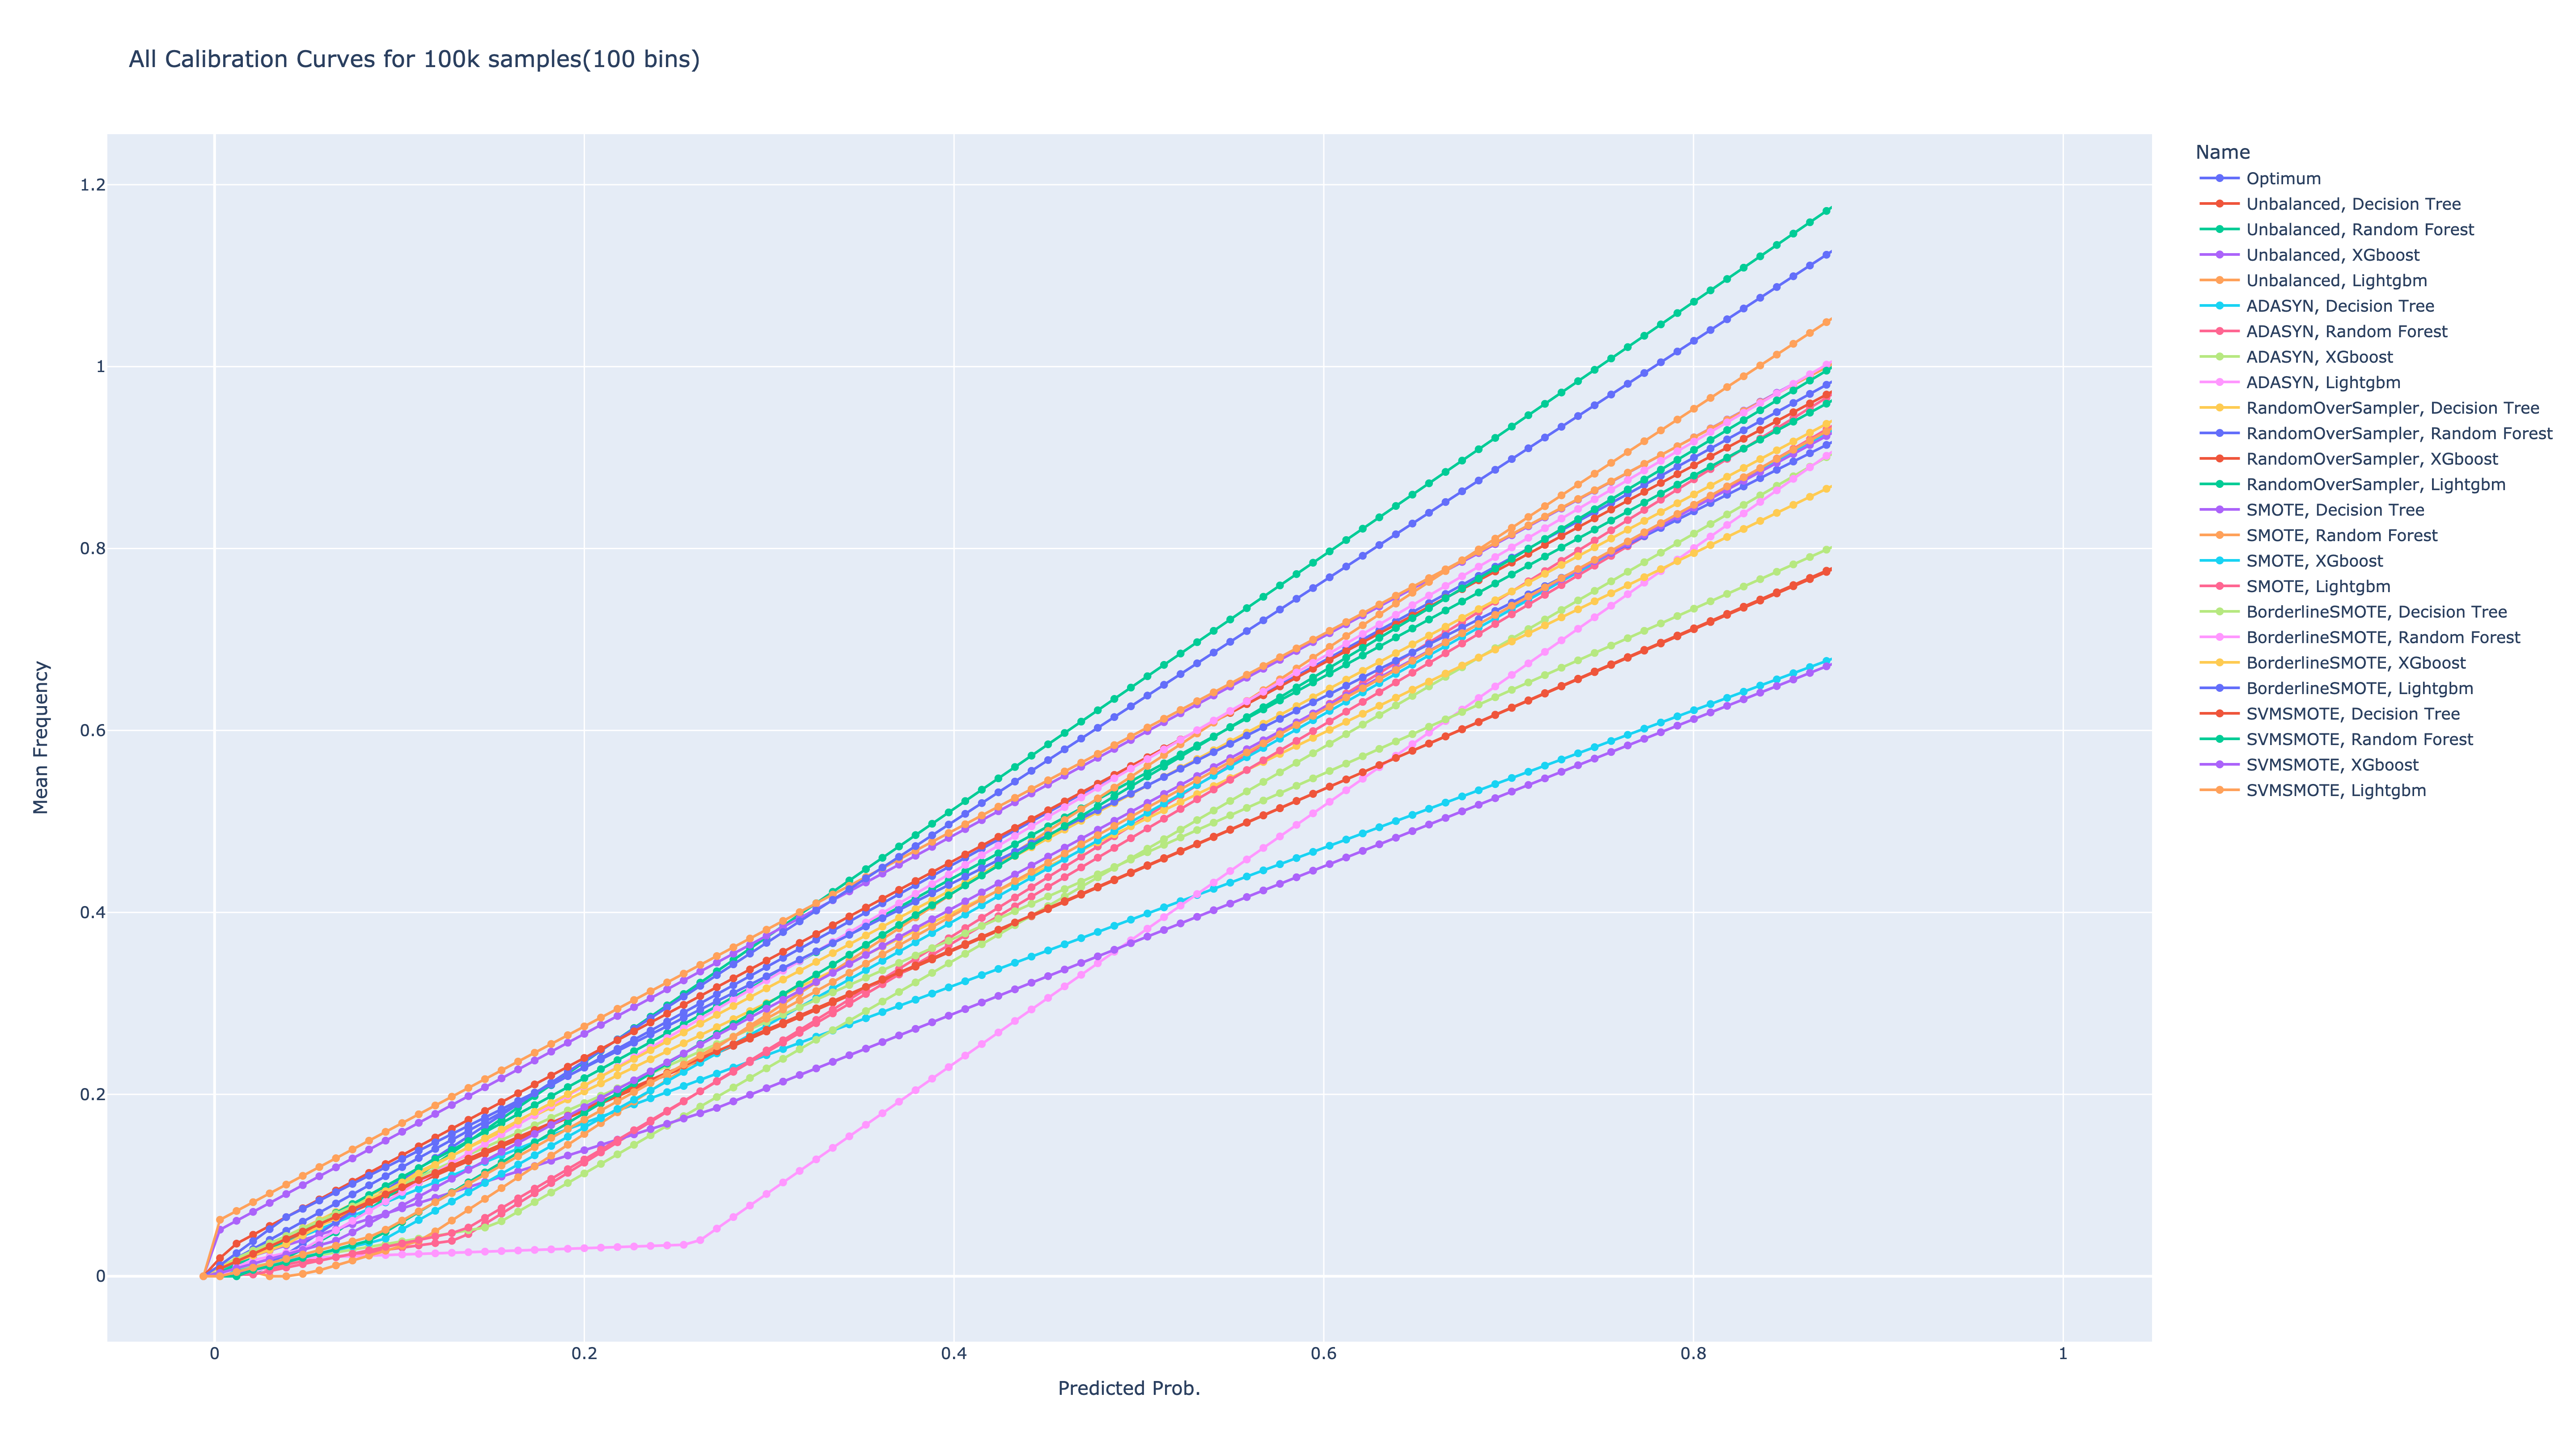 All Calibration Curves for 100k samples(100 bins)
1.2
1
0.8
0.6
0.4
0.2
0
Mean Frequency
0
0.2
0.4
0.6
0.8
1
Predicted Prob.
Name
Optimum
Unbalanced, Decision Tree
Unbalanced, Random Forest
Unbalanced, XGboost
Unbalanced, Lightgbm
ADASYN, Decision Tree
ADASYN, Random Forest
ADASYN, XGboost
ADASYN, Lightgbm
RandomOverSampler, Decision Tree
RandomOverSampler, Random Forest
RandomOverSampler, XGboost
RandomOverSampler, Lightgbm
SMOTE, Decision Tree
SMOTE, Random Forest
SMOTE, XGboost
SMOTE, Lightgbm
BorderlineSMOTE, Decision Tree
BorderlineSMOTE, Random Forest
BorderlineSMOTE, XGboost
BorderlineSMOTE, Lightgbm
SVMSMOTE, Decision Tree
SVMSMOTE, Random Forest
SVMSMOTE, XGboost
SVMSMOTE, Lightgbm